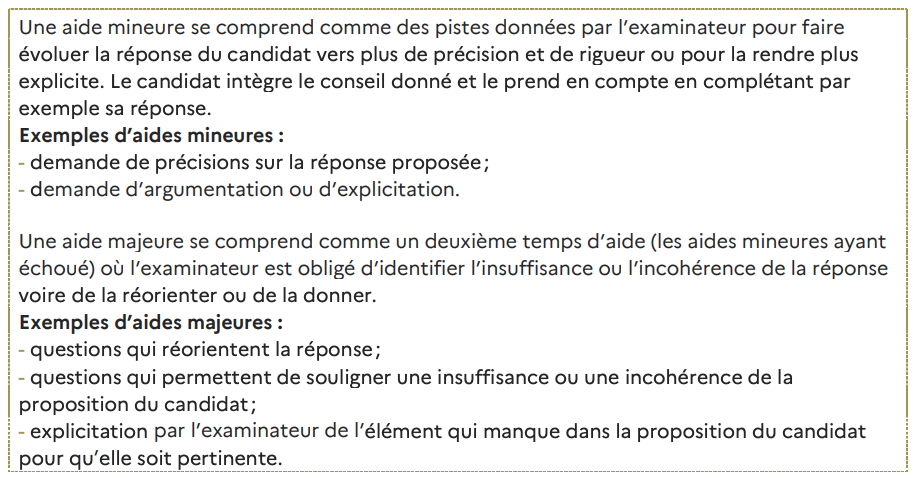 Une aide mineure se comprend comme des pistes données par l'examinateur pour faire
évoluer la réponse du candidat vers plus de précision et de rigueur ou pour la rendre plus
explicite. Le candidat intègre le conseil donné et le prend en compte en complétant par
exemple sa réponse.
Exemples d'aides mineures :
- demande de précisions sur la réponse proposée ;
- demande d'argumentation ou d'explicitation.
Une aide majeure se comprend comme un deuxième temps d'aide (les aides mineures ayant
échoué) où l'examinateur est obligé d'identifier l'insuffisance ou l'incohérence de la réponse
voire de la réorienter ou de la donner.
Exemples d'aides majeures :
- questions qui réorientent la réponse ;
- questions qui permettent de souligner une insuffisance ou une incohérence de la
proposition du candidat ;
- explicitation par l'examinateur de l'élément qui manque dans la proposition du candidat
pour qu'elle soit pertinente.